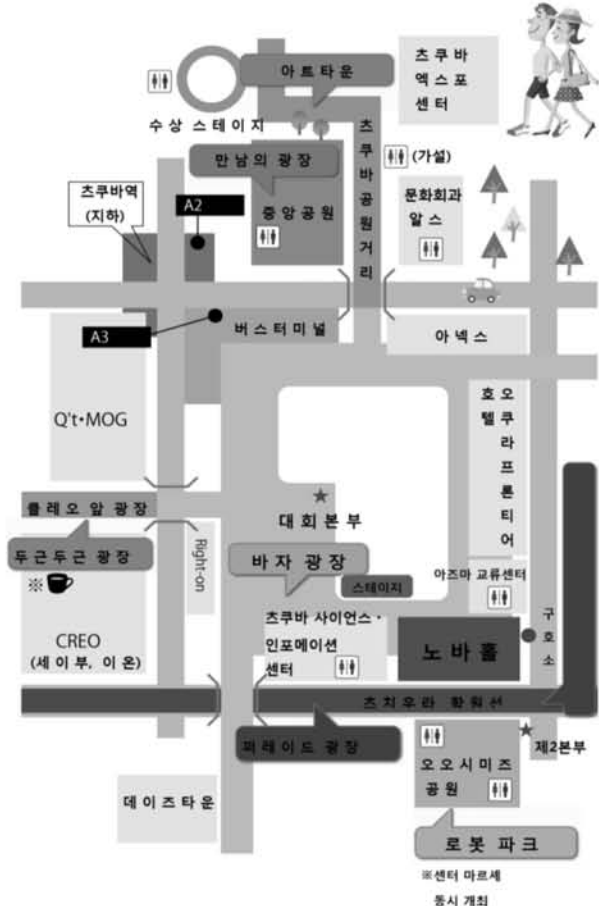 츠쿠바
엑스포
센터
아트타운
수상 스테이지
만남의 광장
츠쿠바공원거리
(가설)
츠쿠바역
(지하)
A2
중앙공원
문화회과
알스
버스터미널
A3
아넥스
Q't•MOG
호텔
오쿠라프론티어
클레오 앞 광장
대회본부
두근두근 광장
Right-on
바자 광장
※
스테이지
아즈마 교류센터
CREO
(세이부, 이온)
츠쿠바 사이언스・
인포메이션
센터
노바홀
구호소
츠치우라 학원선
퍼레이드 광장
제2본부
오오시미즈
공원
데이즈타운
로봇 파크
※센터 마르셰
동시 개최